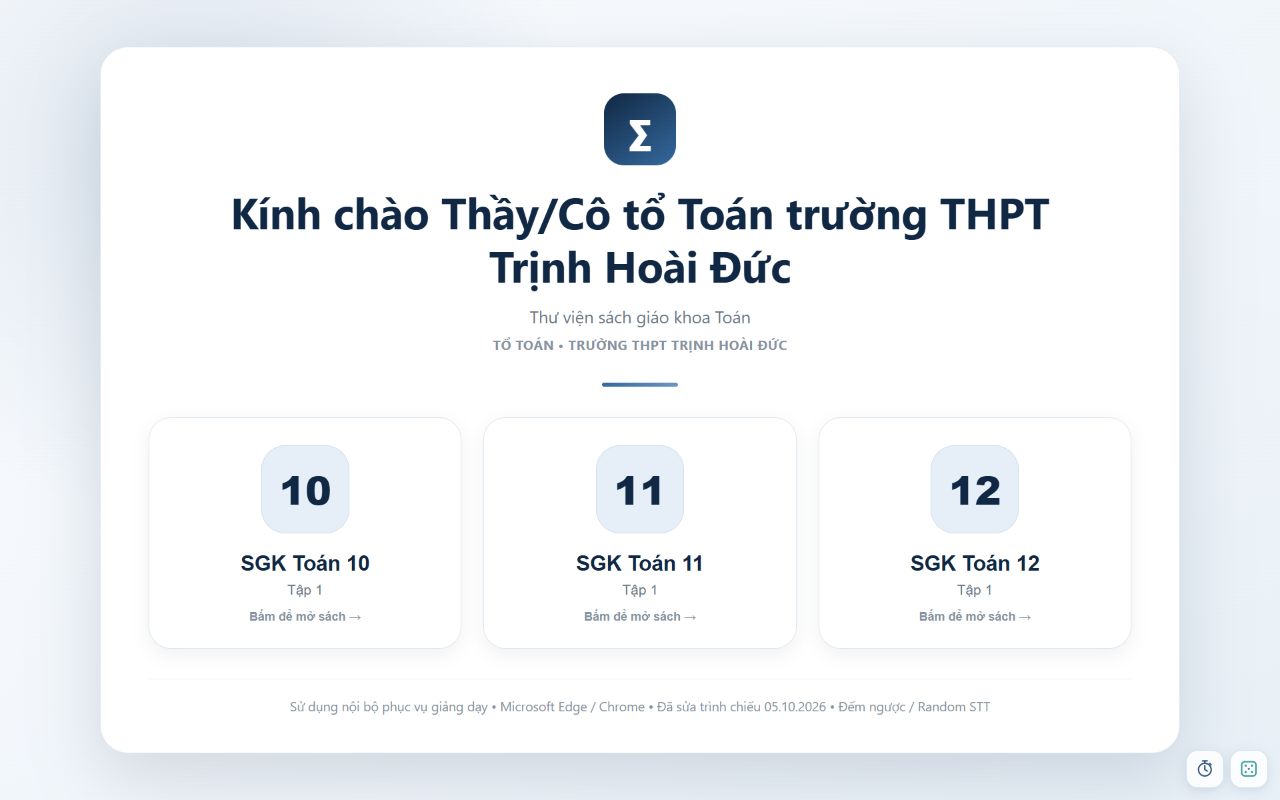 Σ
Kính chào Thầy/Cô tổ Toán trường THPT
Trịnh Hoài Đức
Thư viện sách giáo khoa Toán
TỔ TOÁN • TRƯỜNG THPT TRỊNH HOÀI ĐỨC
10
SGK Toán 10
Tập 1
Bấm để mở sách →
11
SGK Toán 11
Tập 1
Bấm để mở sách →
12
SGK Toán 12
Tập 1
Bấm để mở sách →
Sử dụng nội bộ phục vụ giảng dạy • Microsoft Edge / Chrome • Đã sửa trình chiếu 05.10.2026 • Đếm ngược / Random STT